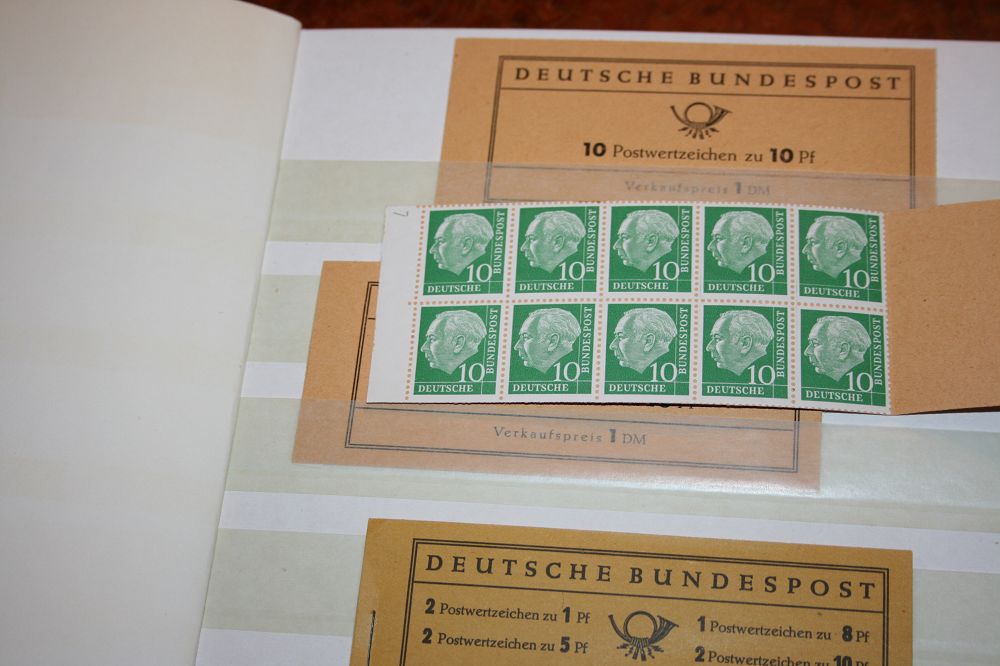 DEUTSCHE BUNDESPOST
10 Postwertzeichen zu 10 Pf
Verkaufspreis 1 DM
7
10 BUNDESPOST
DEUTSCHE
10 BUNDESPOST
DEUTSCHE
10 BUNDESPOST
DEUTSCHE
10 BUNDESPOST
DEUTSCHE
10 BUNDESPOST
DEUTSCHE
10 BUNDESPOST
DEUTSCHE
10 BUNDESPOST
DEUTSCHE
10 BUNDESPOST
DEUTSCHE
10 BUNDESPOST
DEUTSCHE
10 BUNDESPOST
DEUTSCHE
Verkaufspreis 1 DM
DEUTSCHE BUNDESPOST
2 Postwertzeichen zu 1 Pf
1 Postwertzeichen zu 8 Pf
2 Postwertzeichen zu 5 Pf
2 Postwertzeichen zu 10 Pf